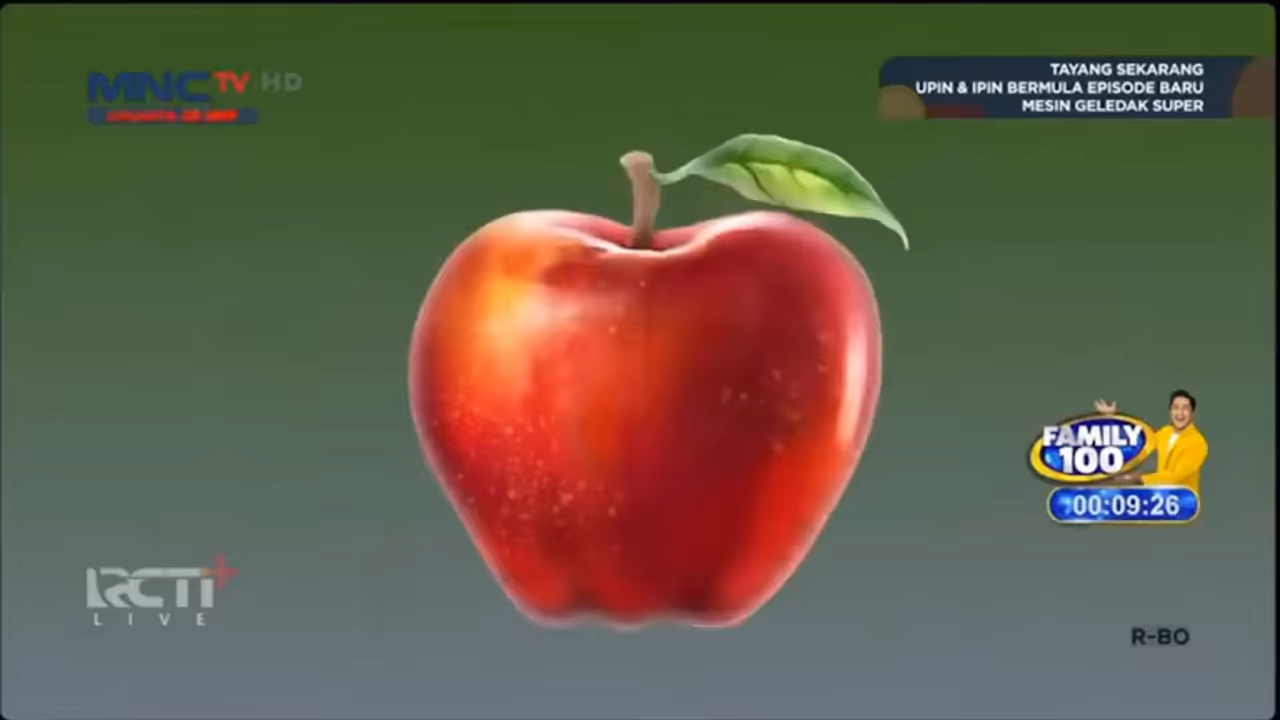 MNCTV HD
TAYANG SEKARANG
UPIN & IPIN BERMULA EPISODE BARU
MESIN GELEDAK SUPER
FAMILY
100
00:09:26
RCTI+
LIVE
R-BO